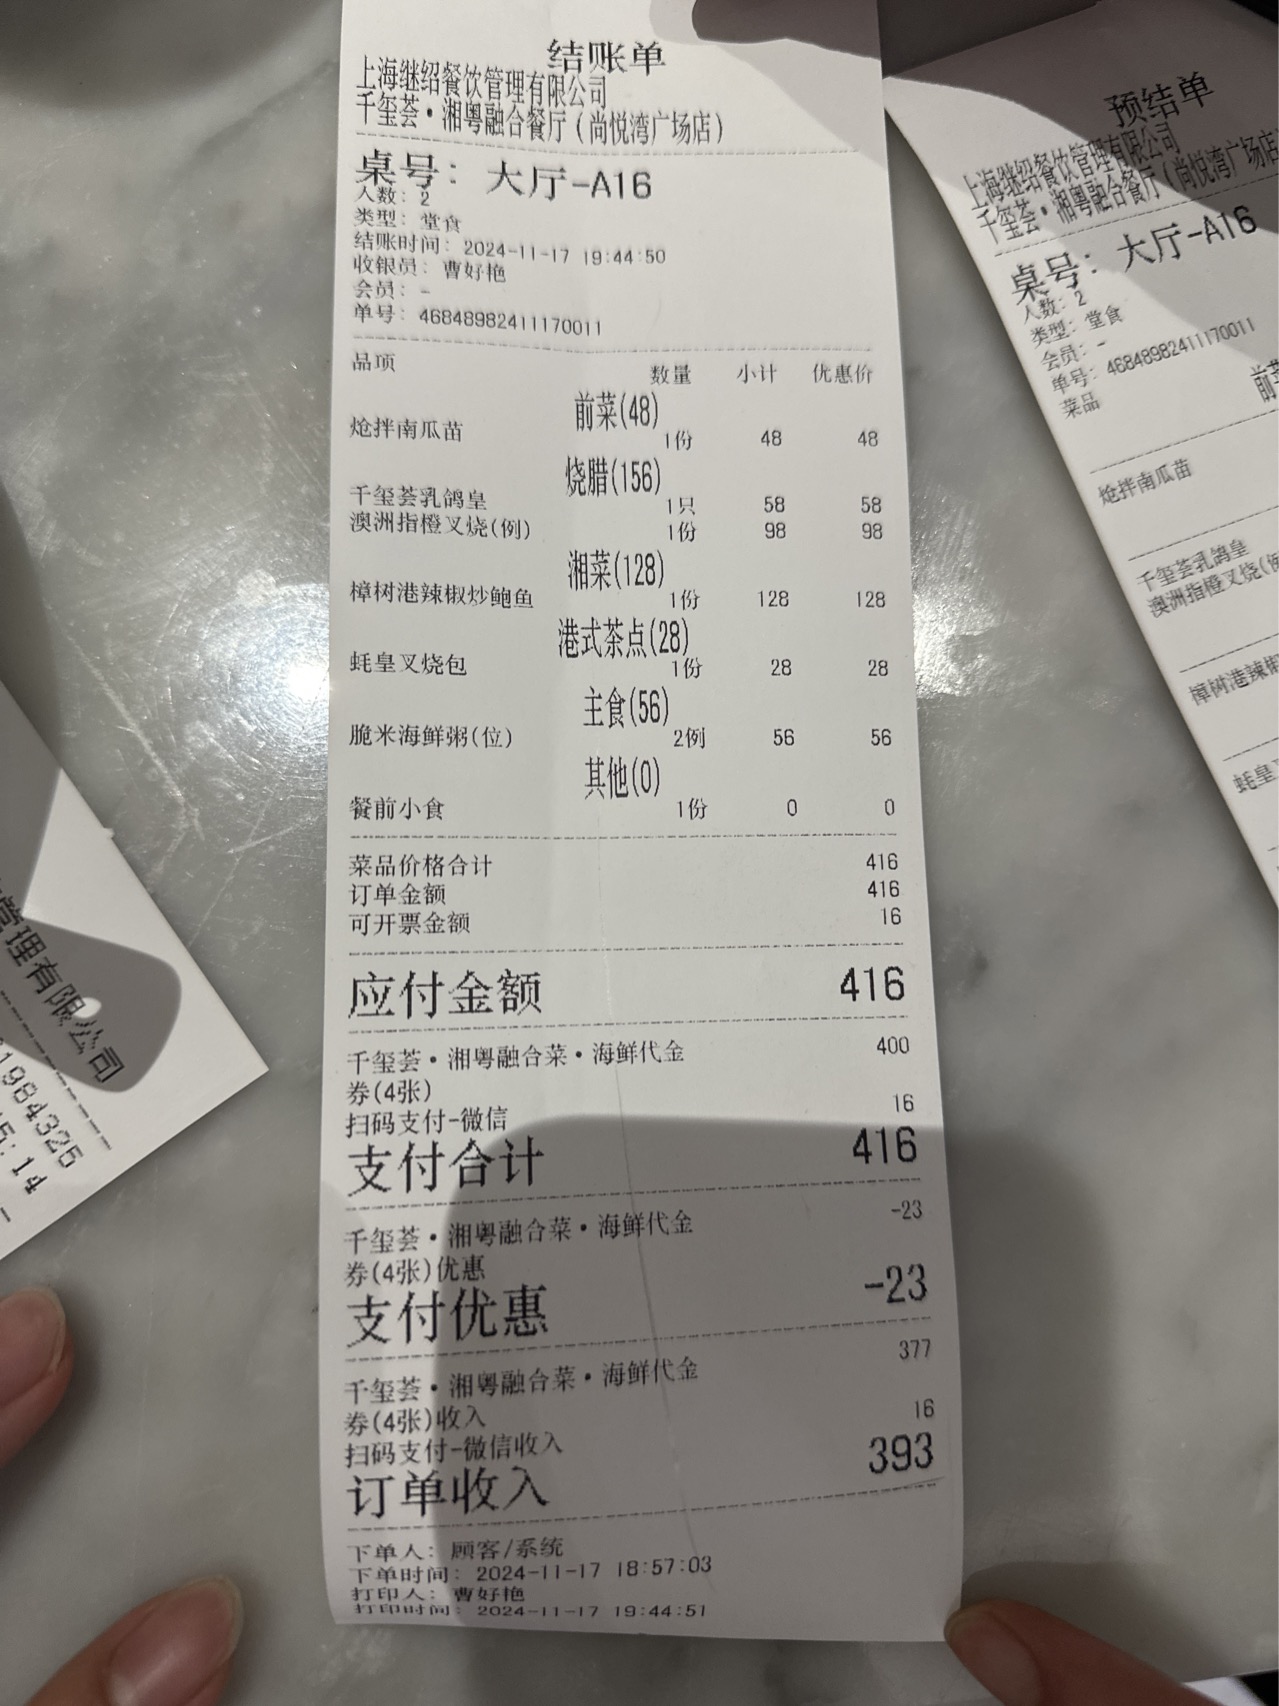 结账单
上海继绍餐饮管理有限公司
千玺荟·湘粤融合餐厅(尚悦湾广场店)
桌号: 大厅-A16
人数: 2
类型: 堂食
结账时间: 2024-11-17 19:44:50
收银员: 曹好艳
会员: -
单号: 46848982411170011
品项 数量 小计 优惠价
前菜(48)
炝拌南瓜苗 1份 48 48
烧腊(156)
千玺荟乳鸽皇 1只 58 58
澳洲指橙叉烧(例) 1份 98 98
湘菜(128)
樟树港辣椒炒鲍鱼 1份 128 128
港式茶点(28)
蚝皇叉烧包 1份 28 28
主食(56)
脆米海鲜粥(位) 2例 56 56
其他(0)
餐前小食 1份 0 0
菜品价格合计 416
订单金额 416
可开票金额 16
应付金额 416
千玺荟·湘粤融合菜·海鲜代金 400
券(4张)
扫码支付-微信 16
支付合计 416
千玺荟·湘粤融合菜·海鲜代金 -23
券(4张)优惠
支付优惠 -23
千玺荟·湘粤融合菜·海鲜代金 377
券(4张)收入
扫码支付-微信收入 16
订单收入 393
下单人: 顾客/系统
下单时间: 2024-11-17 18:57:03
打印人: 曹好艳
打印时间: 2024-11-17 19:44:51
预结单
上海继绍餐饮管理有限公司
千玺荟·湘粤融合餐厅(尚悦湾广场店
桌号: 大厅-A16
人数: 2
类型: 堂食
会员: -
单号: 46848982411170011
菜品
前菜
炝拌南瓜苗
千玺荟乳鸽皇
澳洲指橙叉烧(例
樟树港辣椒
蚝皇
管理有限公司
1984326
5:14